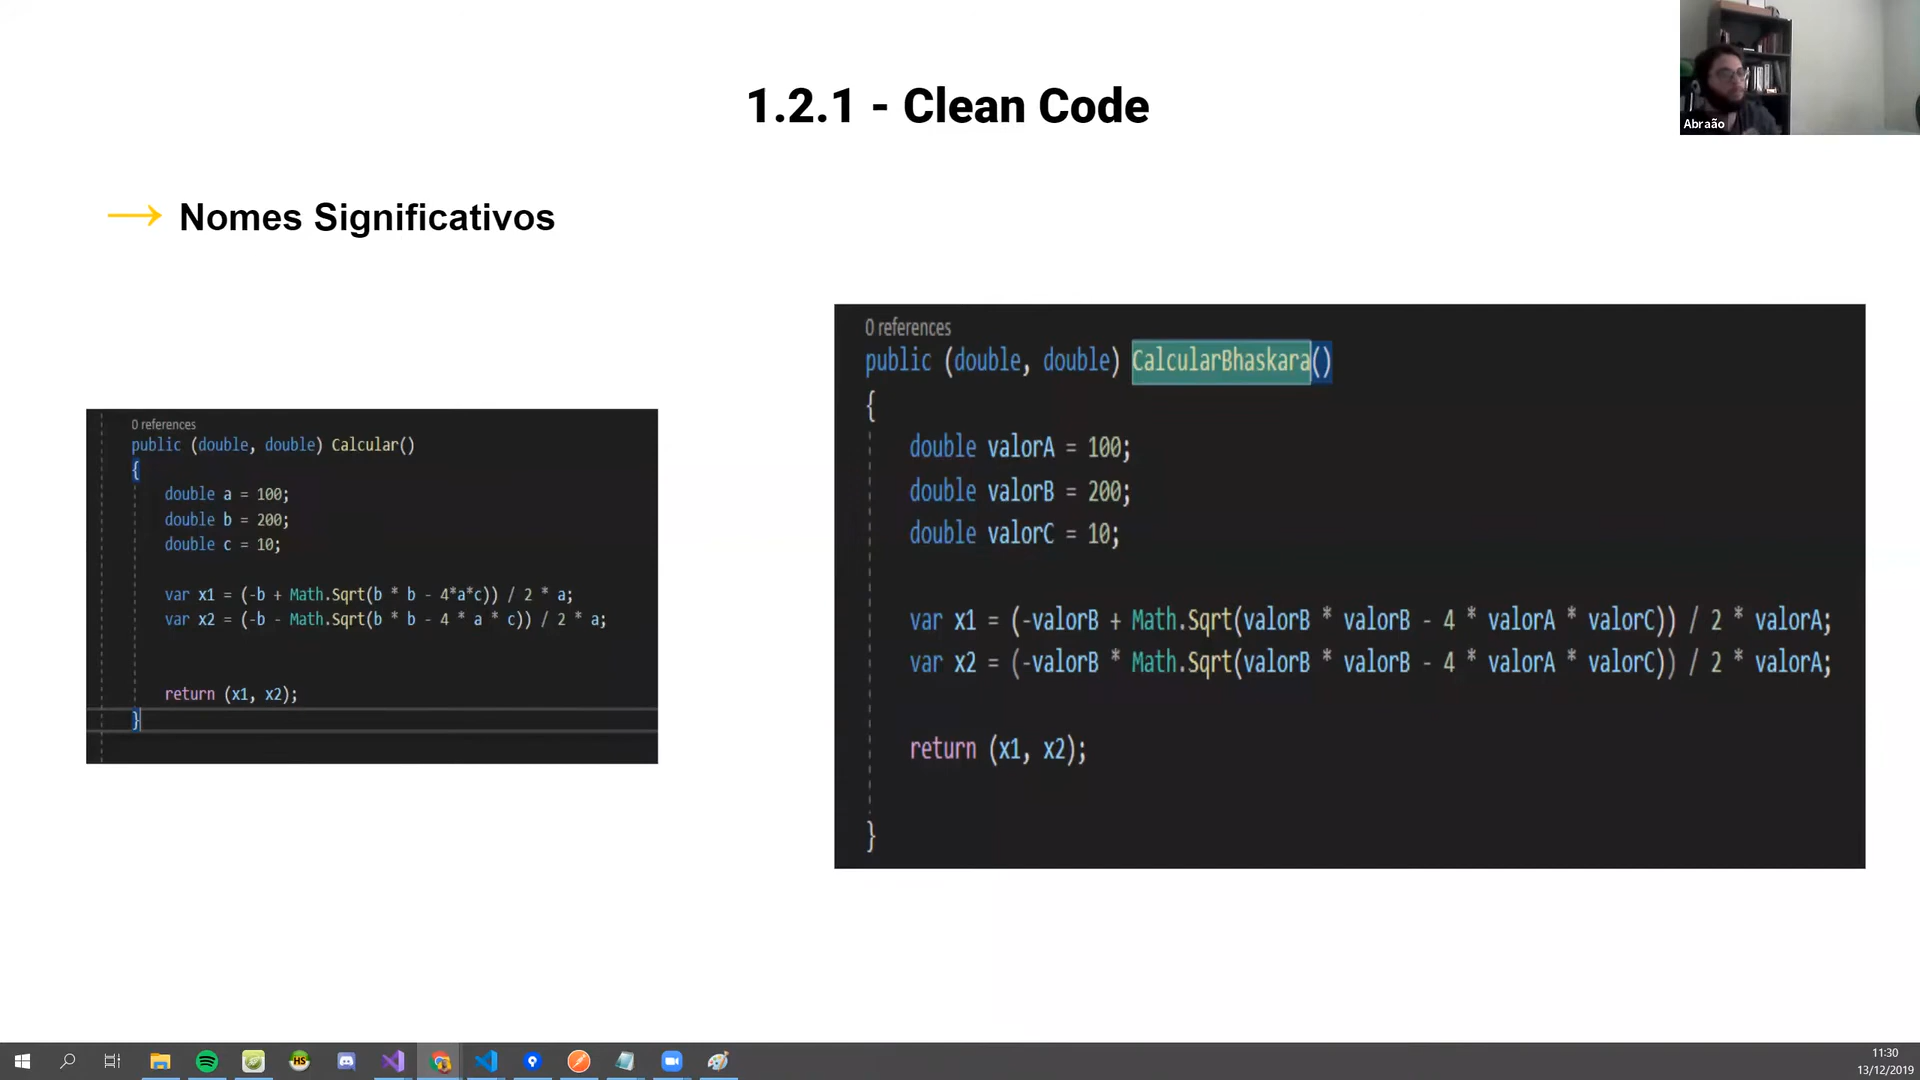 1.2.1 - Clean Code
Abraão
→ Nomes Significativos
0 references
public (double, double) Calcular()
{
double a = 100;
double b = 200;
double c = 10;
var x1 = (-b + Math.Sqrt(b * b - 4*a*c)) / 2 * a;
var x2 = (-b - Math.Sqrt(b * b - 4 * a * c)) / 2 * a;
return (x1, x2);
}
0 references
public (double, double) CalcularBhaskara()
{
double valorA = 100;
double valorB = 200;
double valorC = 10;
var x1 = (-valorB + Math.Sqrt(valorB * valorB - 4 * valorA * valorC)) / 2 * valorA;
var x2 = (-valorB * Math.Sqrt(valorB * valorB - 4 * valorA * valorC)) / 2 * valorA;
return (x1, x2);
}
HS
11:30
13/12/2019